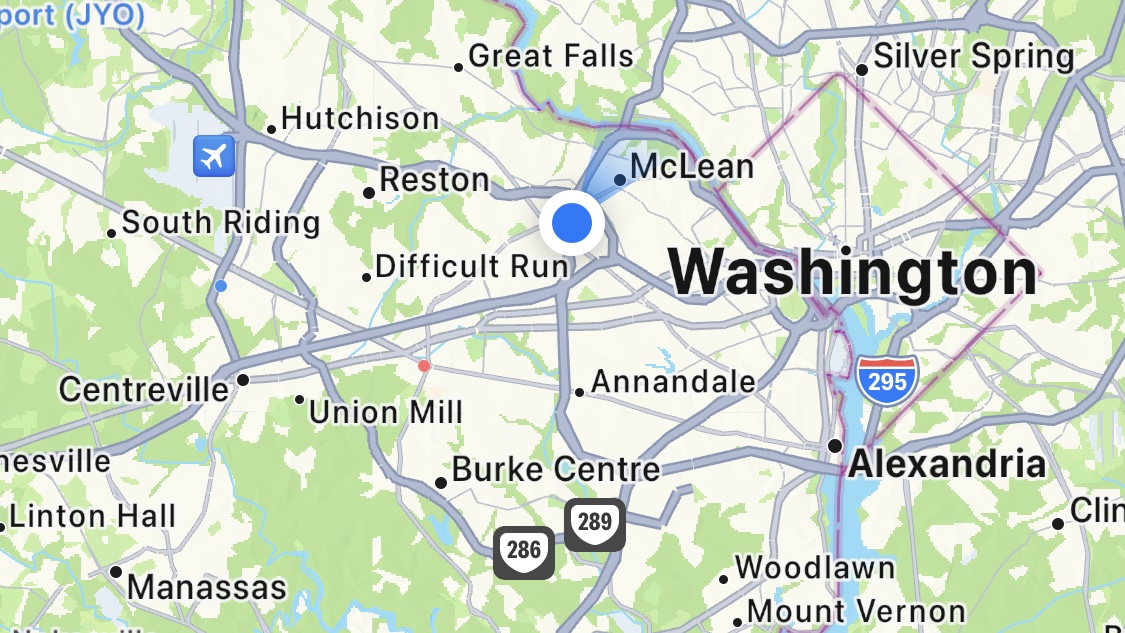 port (JYO)
Great Falls
Silver Spring
Hutchison
McLean
Reston
South Riding
Difficult Run
Washington
295
Centreville
Annandale
Union Mill
nesville
Burke Centre
Alexandria
Linton Hall
289
Clin
286
Woodlawn
Manassas
Mount Vernon